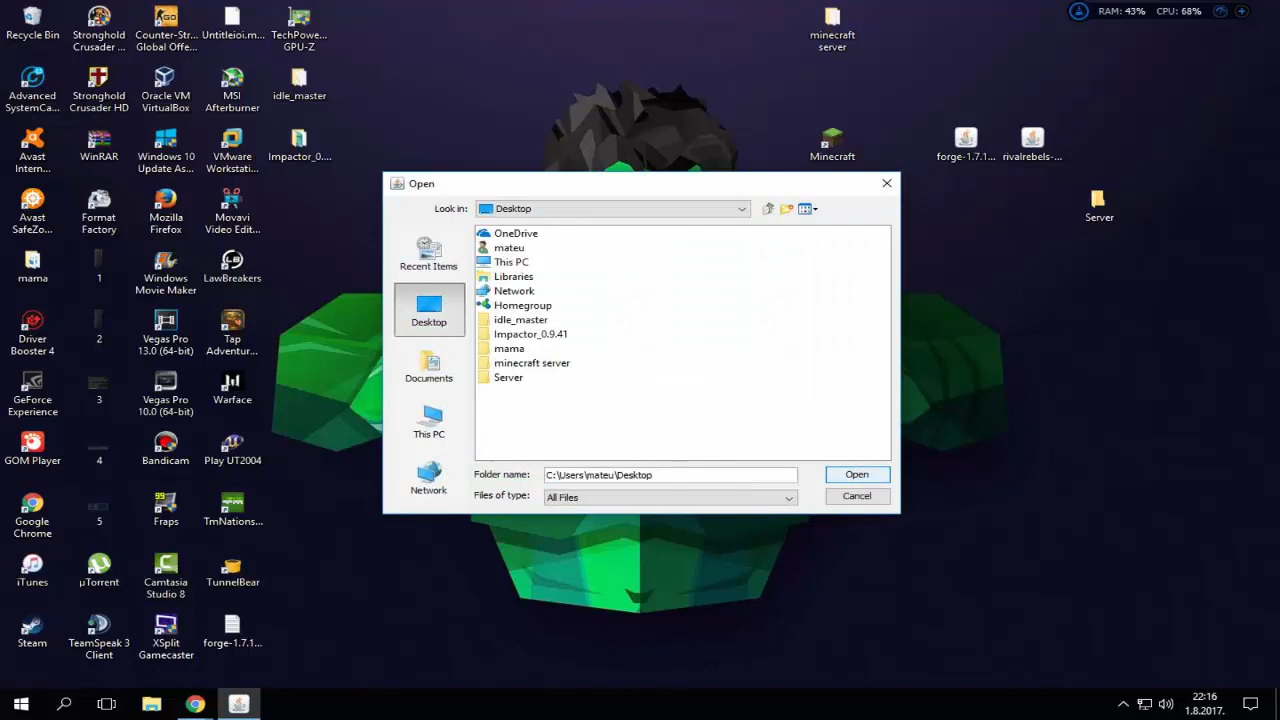 RAM: 43% CPU: 68%
Recycle Bin
Stronghold
Crusader ...
Counter-Str...
Global Offe...
Untitleioi.m...
TechPowe...
GPU-Z
minecraft
server
Advanced
SystemCa...
Stronghold
Crusader HD
Oracle VM
VirtualBox
MSI
Afterburner
idle_master
Avast
Intern...
WinRAR
Windows 10
Update As...
VMware
Workstati...
Impactor_0....
Minecraft
forge-1.7.1...
rivalrebels-...
Avast
SafeZo...
Format
Factory
Mozilla
Firefox
Movavi
Video Edit...
Server
mama
1
Windows
Movie Maker
LawBreakers
Driver
Booster 4
2
Vegas Pro
13.0 (64-bit)
Tap
Adventur...
GeForce
Experience
3
Vegas Pro
10.0 (64-bit)
Warface
GOM Player
4
Bandicam
Play UT2004
Google
Chrome
5
99
Fraps
TmNations...
iTunes
µTorrent
Camtasia
Studio 8
TunnelBear
Steam
TeamSpeak 3
Client
XSplit
Gamecaster
forge-1.7.1...
Open
Look in:
Desktop
Recent Items
Desktop
Documents
This PC
Network
OneDrive
mateu
This PC
Libraries
Network
Homegroup
idle_master
Impactor_0.9.41
mama
minecraft server
Server
Folder name:
C:\Users\mateu\Desktop
Open
Files of type:
All Files
Cancel
22:16
1.8.2017.